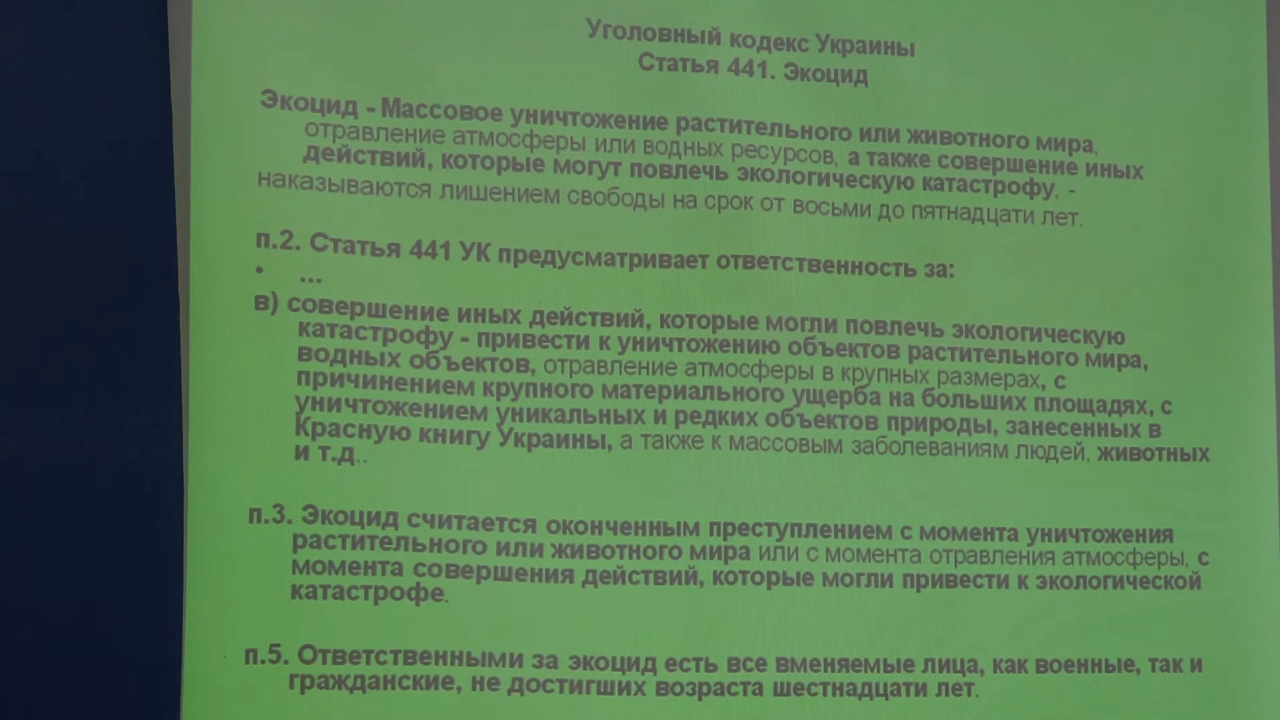 Уголовный кодекс Украины
Статья 441. Экоцид
Экоцид - Массовое уничтожение растительного или животного мира,
отравление атмосферы или водных ресурсов, а также совершение иных
действий, которые могут повлечь экологическую катастрофу, -
наказываются лишением свободы на срок от восьми до пятнадцати лет.
п.2. Статья 441 УК предусматривает ответственность за:
• ...
в) совершение иных действий, которые могли повлечь экологическую
катастрофу - привести к уничтожению объектов растительного мира,
водных объектов, отравление атмосферы в крупных размерах, с
причинением крупного материального ущерба на больших площадях, с
уничтожением уникальных и редких объектов природы, занесенных в
Красную книгу Украины, а также к массовым заболеваниям людей, животных
и т.д..
п.3. Экоцид считается оконченным преступлением с момента уничтожения
растительного или животного мира или с момента отравления атмосферы, с
момента совершения действий, которые могли привести к экологической
катастрофе.
п.5. Ответственными за экоцид есть все вменяемые лица, как военные, так и
гражданские, не достигших возраста шестнадцати лет.